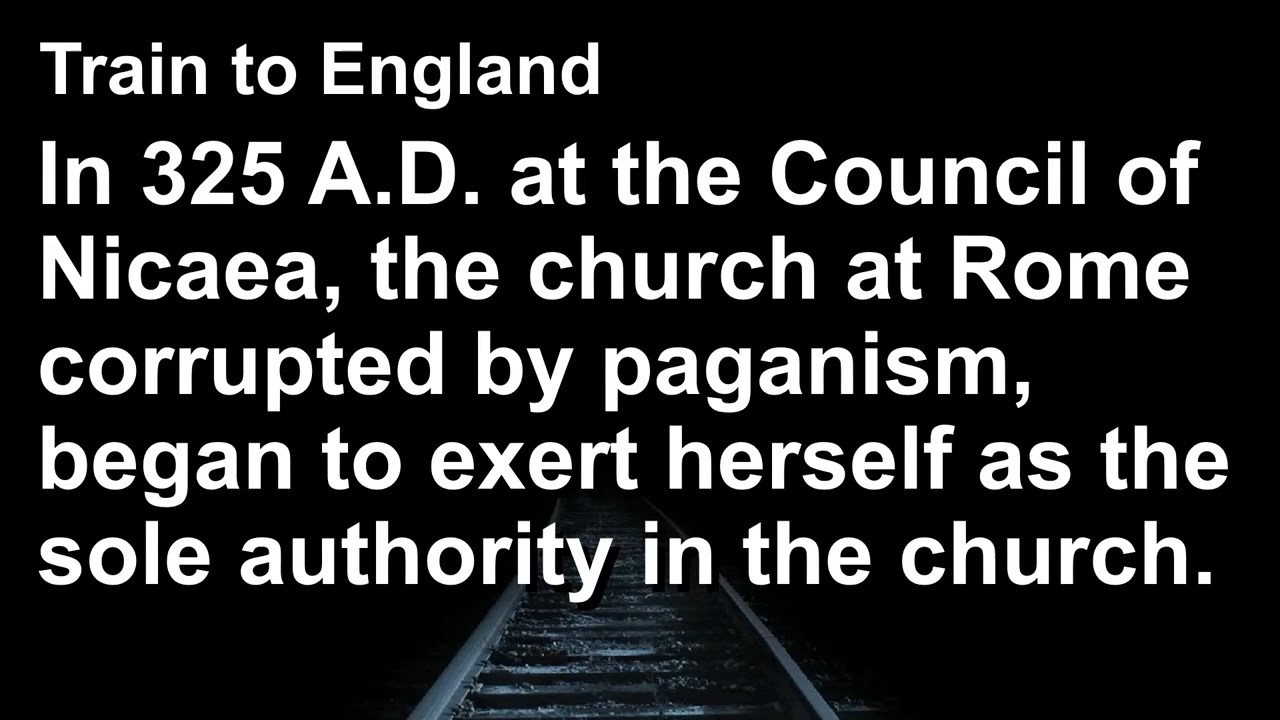 Train to England
In 325 A.D. at the Council of
Nicaea, the church at Rome
corrupted by paganism,
began to exert herself as the
sole authority in the church.